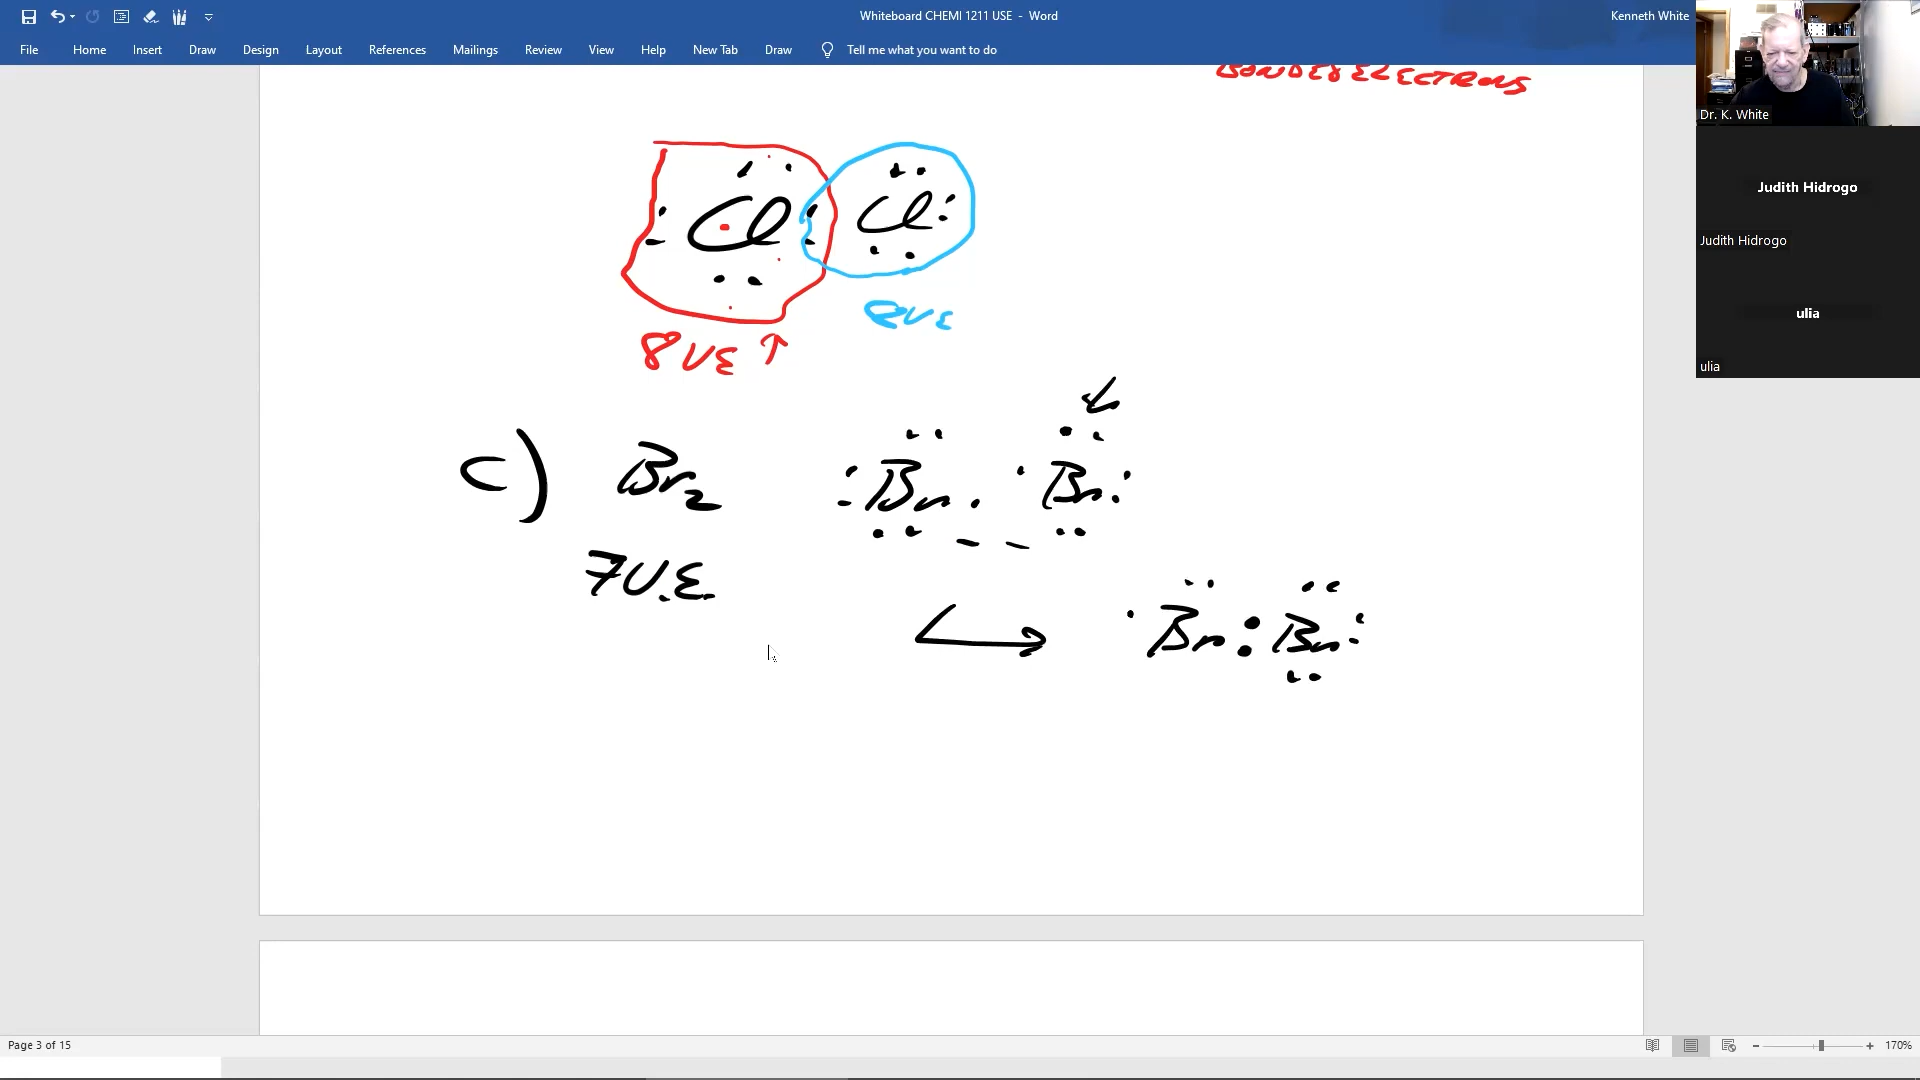 Whiteboard CHEMI 1211 USE - Word
Kenneth White
File Home Insert Draw Design Layout References Mailings Review View Help New Tab Draw Tell me what you want to do
BONDED ELECTRONS
Dr. K. White
Judith Hidrogo
Judith Hidrogo
ulia
ulia
Cl Cl
8VE
8VE ↑
C) Br₂ Br Br
7V.E.
Br : Br
Page 3 of 15
170%